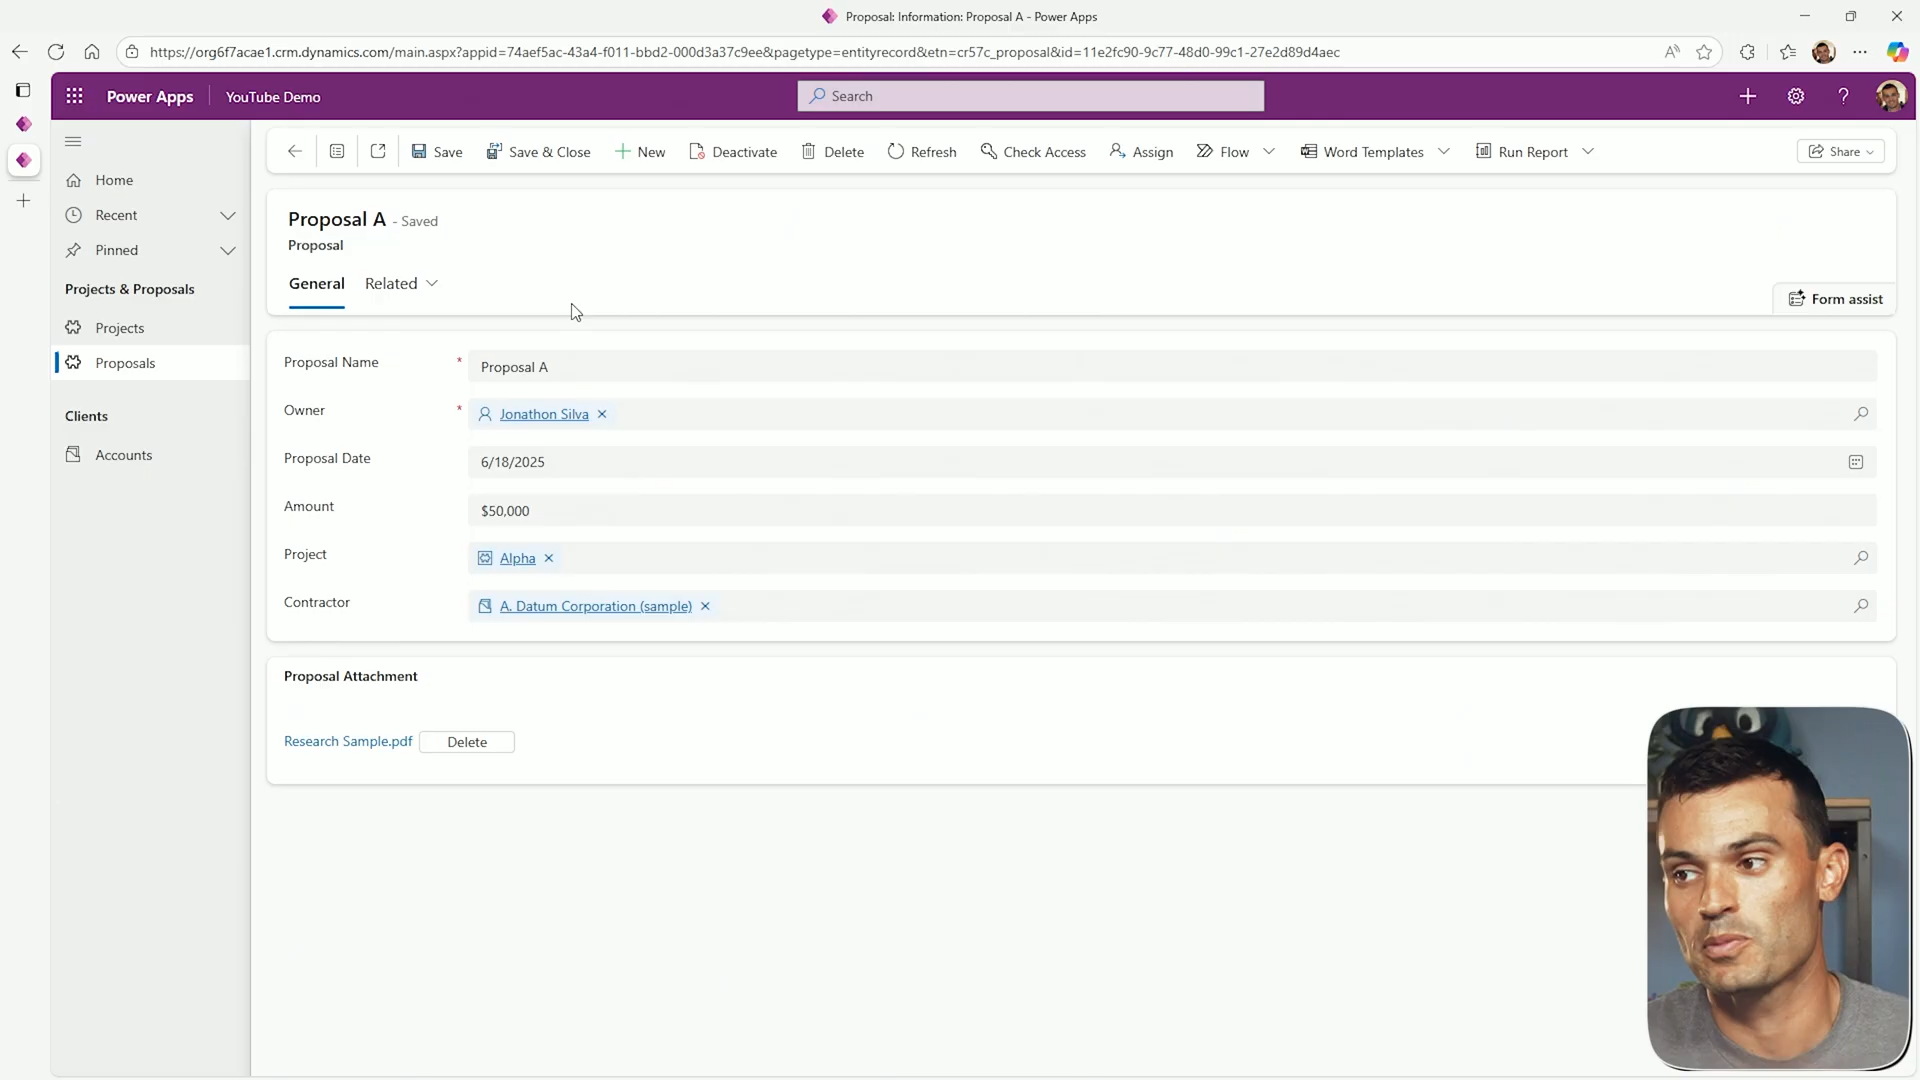 Proposal: Information: Proposal A - Power Apps
https://org6f7acae1.crm.dynamics.com/main.aspx?appid=74aef5ac-43a4-f011-bbd2-000d3a37c9ee&pagetype=entityrecord&etn=cr57c_proposal&id=11e2fc90-9c77-48d0-99c1-27e2d89d4aec
Power Apps YouTube Demo Search
Save Save & Close New Deactivate Delete Refresh Check Access Assign Flow Word Templates Run Report Share
Home
Recent
Pinned
Projects & Proposals
Projects
Proposals
Clients
Accounts
Proposal A - Saved
Proposal
General Related
Form assist
Proposal Name * Proposal A
Owner * Jonathon Silva
Proposal Date 6/18/2025
Amount $50,000
Project Alpha
Contractor A. Datum Corporation (sample)
Proposal Attachment
Research Sample.pdf Delete